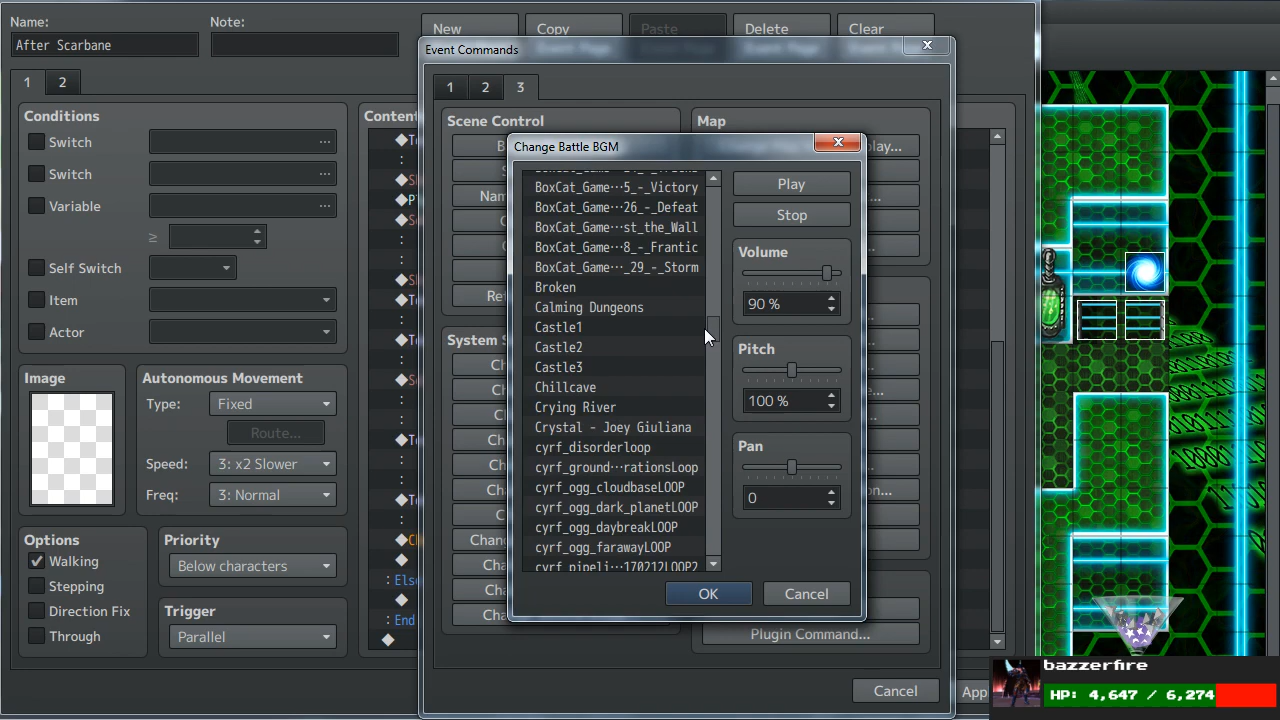 Name:
Note:
After Scarbane
New
Copy
Paste
Delete
Clear
1
2
Conditions
Switch
Switch
Variable
≥
Self Switch
Item
Actor
Image
Autonomous Movement
Type:
Fixed
Route...
Speed:
3: x2 Slower
Freq:
3: Normal
Options
Walking
Stepping
Direction Fix
Through
Priority
Below characters
Trigger
Parallel
Event Commands
1
2
3
Scene Control
Map
Change Battle BGM
BoxCat_Game···5_-_Victory
BoxCat_Game···26_-_Defeat
BoxCat_Game···st_the_Wall
BoxCat_Game···8_-_Frantic
BoxCat_Game···_29_-_Storm
Broken
Calming Dungeons
Castle1
Castle2
Castle3
Chillcave
Crying River
Crystal - Joey Giuliana
cyrf_disorderloop
cyrf_ground···rationsLoop
cyrf_ogg_cloudbaseLOOP
cyrf_ogg_dark_planetLOOP
cyrf_ogg_daybreakLOOP
cyrf_ogg_farawayLOOP
cyrf_pipeli···170212LOOP2
Play
Stop
Volume
90 %
Pitch
100 %
Pan
0
OK
Cancel
Plugin Command...
Cancel
bazzerfire
HP: 4,647 / 6,274